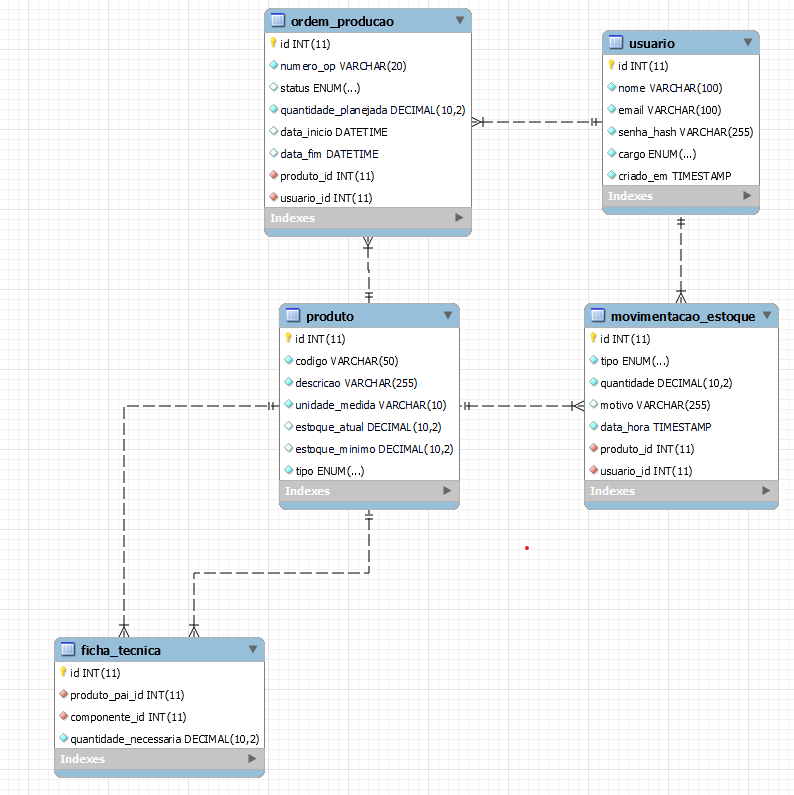 ordem_producao
id INT(11)
numero_op VARCHAR(20)
status ENUM(...)
quantidade_planejada DECIMAL(10,2)
data_inicio DATETIME
data_fim DATETIME
produto_id INT(11)
usuario_id INT(11)
Indexes
usuario
id INT(11)
nome VARCHAR(100)
email VARCHAR(100)
senha_hash VARCHAR(255)
cargo ENUM(...)
criado_em TIMESTAMP
Indexes
produto
id INT(11)
codigo VARCHAR(50)
descricao VARCHAR(255)
unidade_medida VARCHAR(10)
estoque_atual DECIMAL(10,2)
estoque_minimo DECIMAL(10,2)
tipo ENUM(...)
Indexes
movimentacao_estoque
id INT(11)
tipo ENUM(...)
quantidade DECIMAL(10,2)
motivo VARCHAR(255)
data_hora TIMESTAMP
produto_id INT(11)
usuario_id INT(11)
Indexes
ficha_tecnica
id INT(11)
produto_pai_id INT(11)
componente_id INT(11)
quantidade_necessaria DECIMAL(10,2)
Indexes